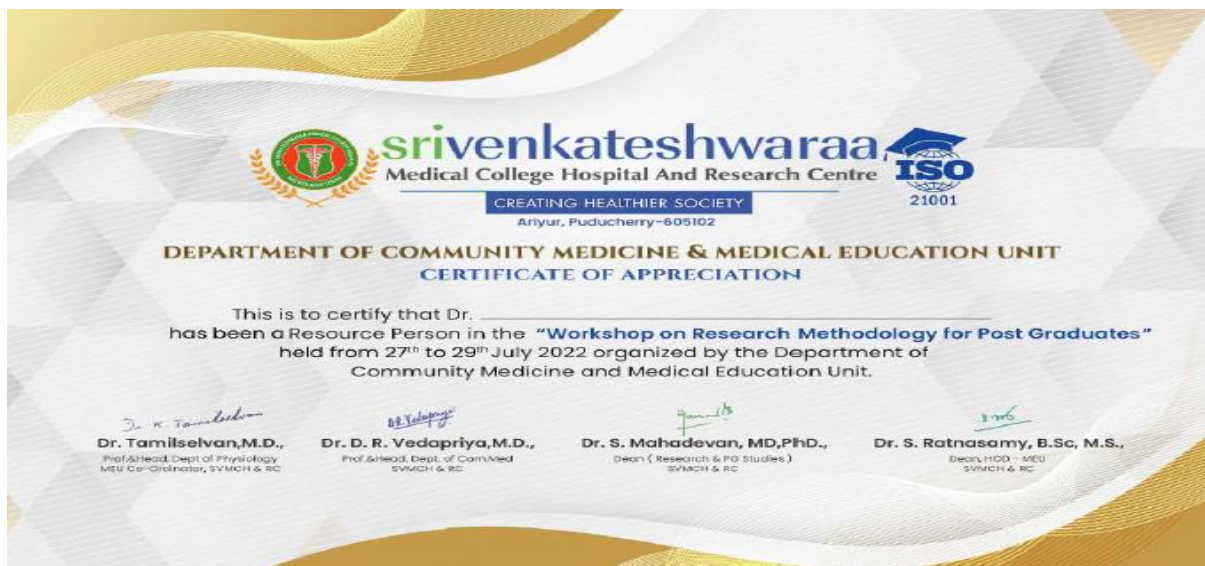 srivenkateshwaraa
Medical College Hospital And Research Centre
CREATING HEALTHIER SOCIETY
Ariyur, Puducherry-605102
ISO
21001
DEPARTMENT OF COMMUNITY MEDICINE & MEDICAL EDUCATION UNIT
CERTIFICATE OF APPRECIATION
This is to certify that Dr.
has been a Resource Person in the "Workshop on Research Methodology for Post Graduates"
held from 27th to 29th July 2022 organized by the Department of
Community Medicine and Medical Education Unit.
Dr. K Tamilselvan
D.R. Vedapriya
Dr. Tamilselvan,M.D.,
Prof.&Head, Dept of Physiology
MEU Co-Ordinator, SVMCH & RC
Dr. D. R. Vedapriya,M.D.,
Prof.&Head, Dept. of Com.Med
SVMCH & RC
Dr. S. Mahadevan, MD,PhD.,
Dean ( Research & PG Studies )
SVMCH & RC
Dr. S. Ratnasamy, B.Sc, M.S.,
Dean, HOD - MEU
SVMCH & RC